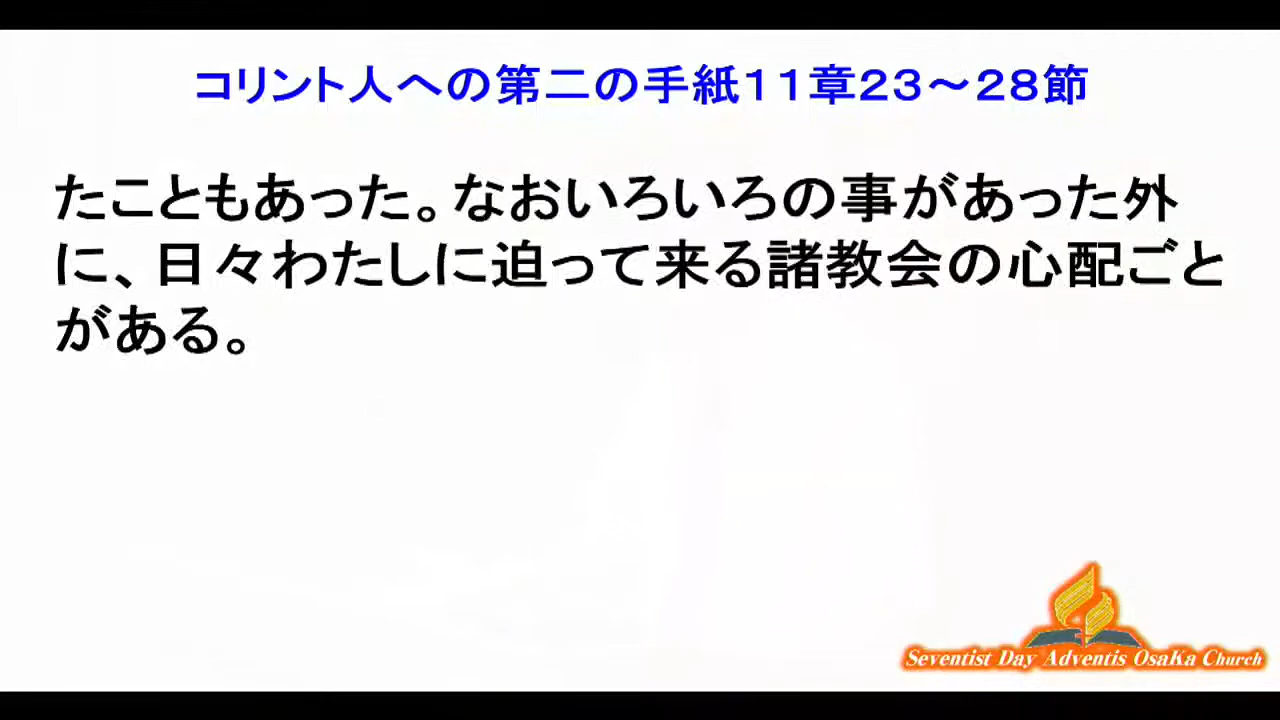 コリント人への第二の手紙１１章２３～２８節
たこともあった。なおいろいろの事があった外
に、日々わたしに迫って来る諸教会の心配ごと
がある。
Seventist Day Adventis OsaKa Church